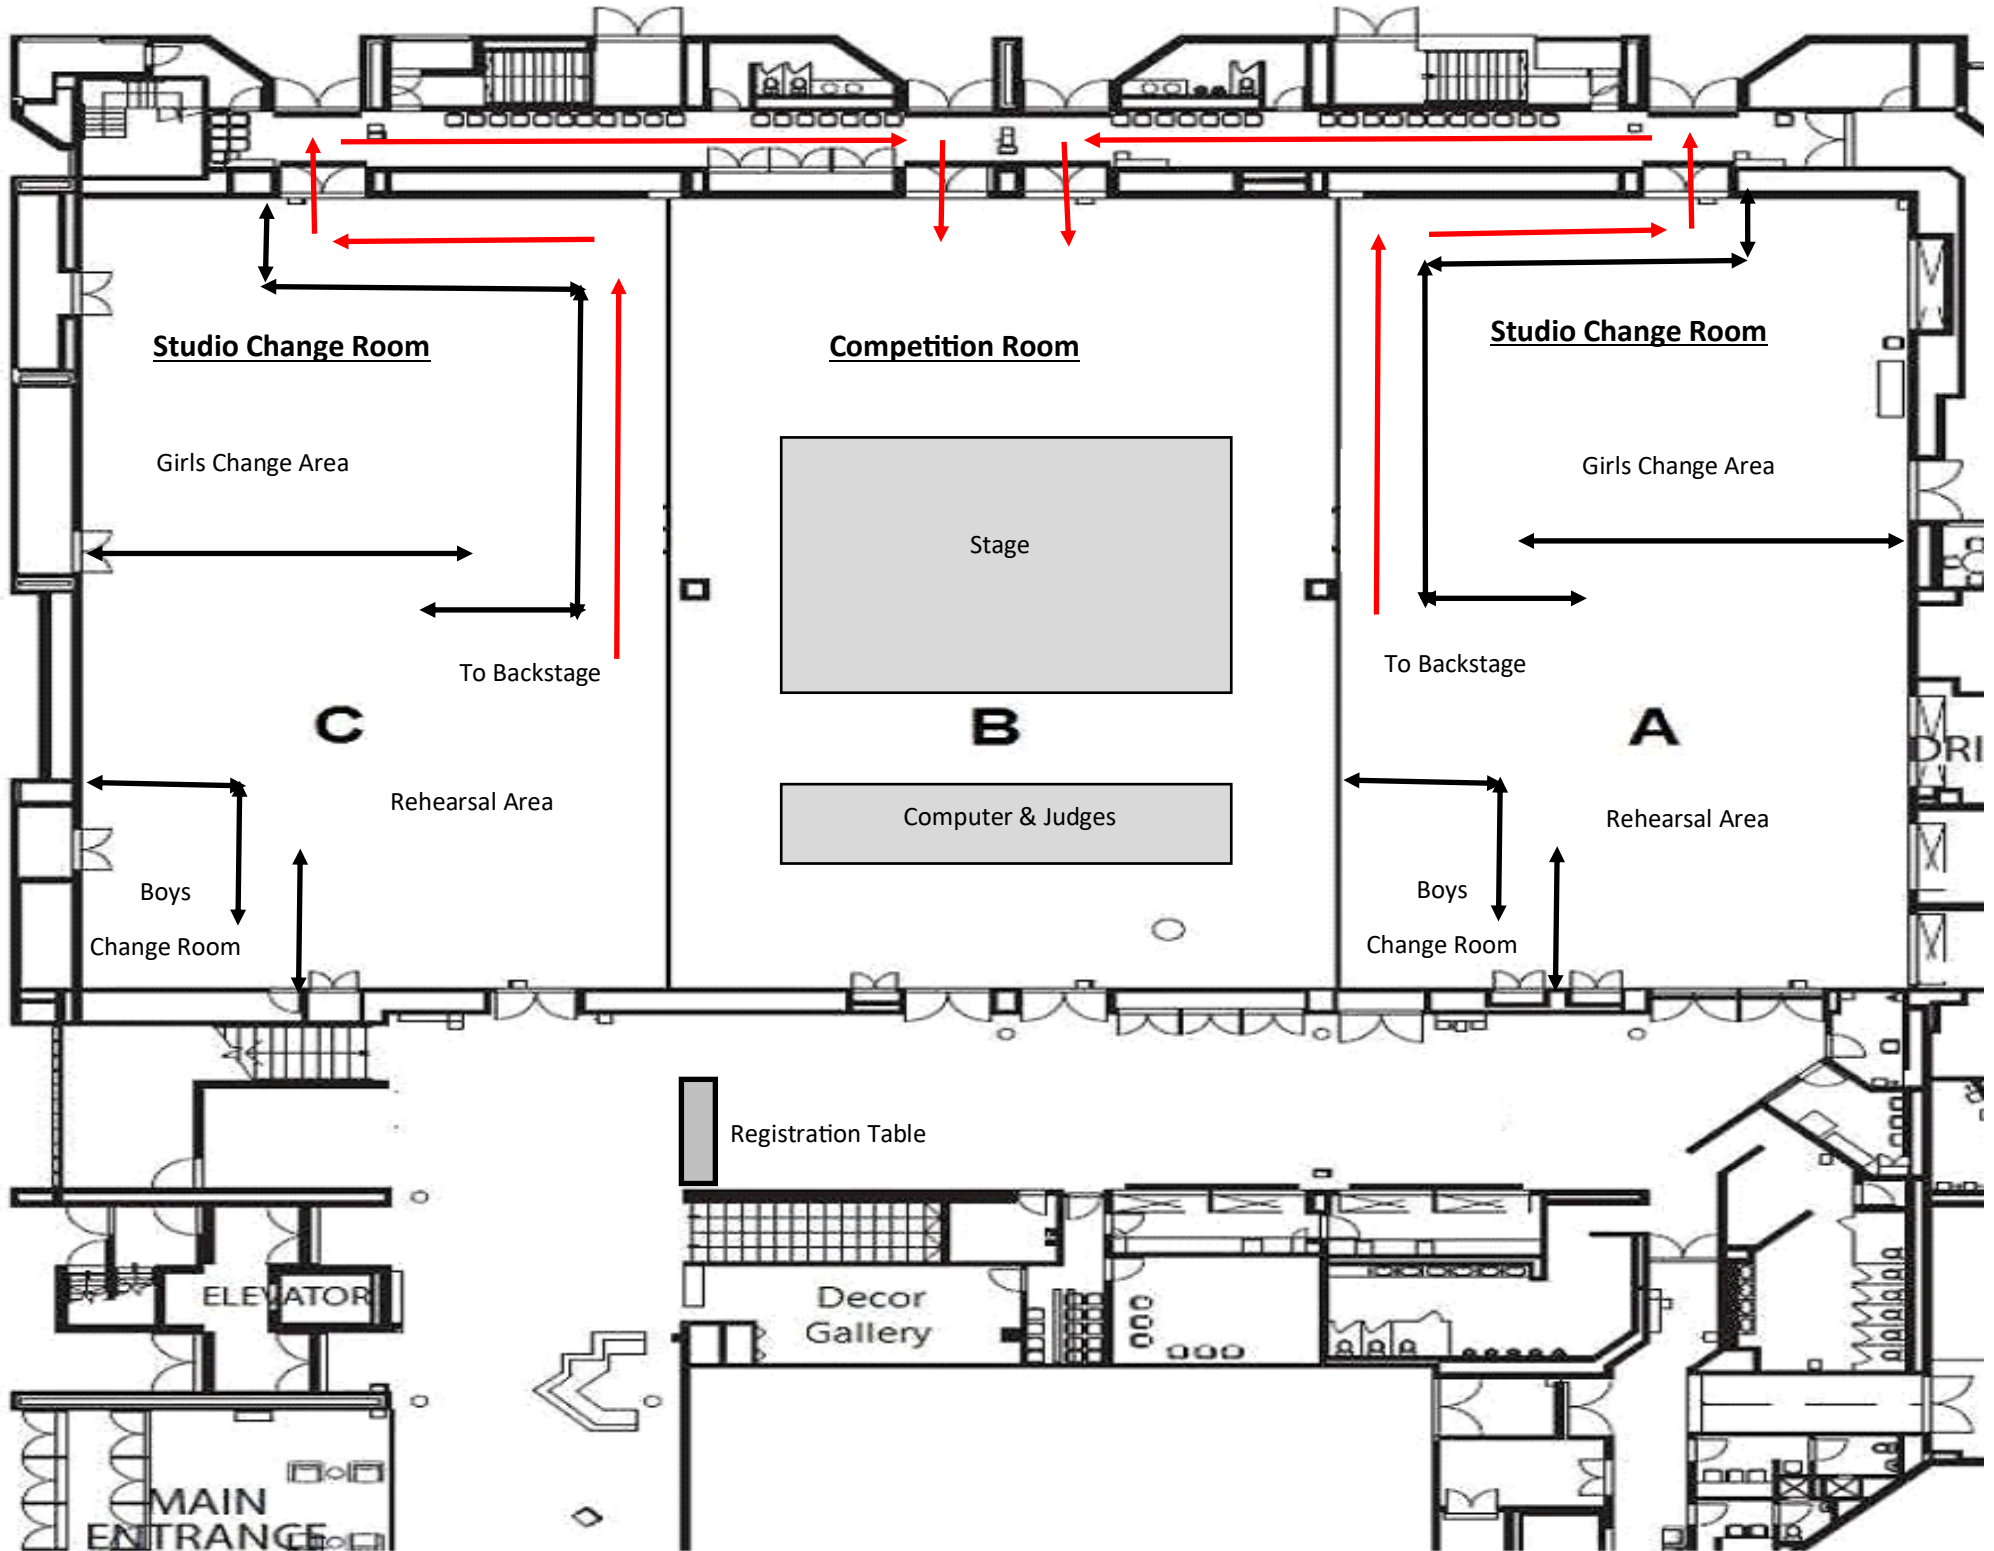 Studio Change Room
Competition Room
Studio Change Room
Girls Change Area
Girls Change Area
Stage
To Backstage
To Backstage
C
B
A
DRI
Rehearsal Area
Computer & Judges
Rehearsal Area
Boys
Change Room
Boys
Change Room
Registration Table
ELEVATOR
Decor
Gallery
MAIN
ENTRANCE